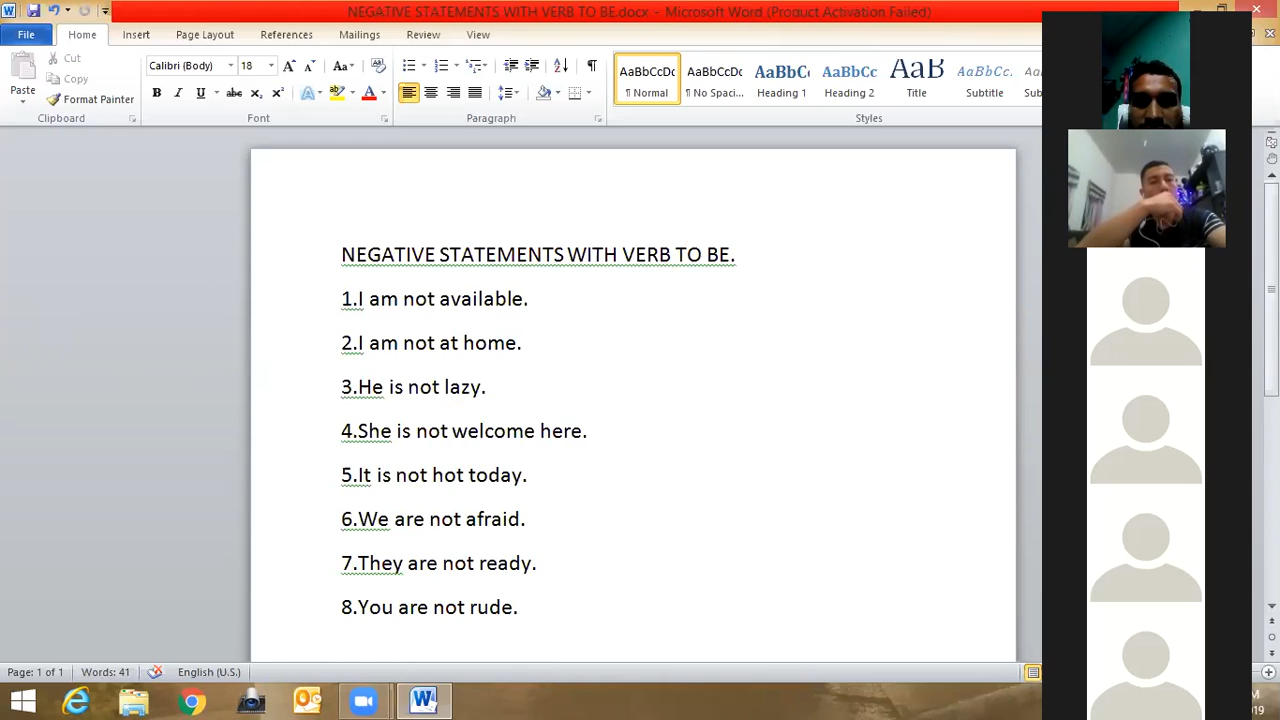 NEGATIVE STATEMENTS WITH VERB TO BE.docx - Microsoft Word (Product Activation Failed)
File Home Insert Page Layout References Mailings Review View
Cut
Copy
Paste
Format Painter
Clipboard
Calibri (Body) 18
Font
Paragraph
AaBbCcDc AaBbCcDc AaBbC AaBbCc AaB AaBbCc.
¶ Normal ¶ No Spaci... Heading 1 Heading 2 Title Subtitle
Styles
NEGATIVE STATEMENTS WITH VERB TO BE.
1.I am not available.
2.I am not at home.
3.He is not lazy.
4.She is not welcome here.
5.It is not hot today.
6.We are not afraid.
7.They are not ready.
8.You are not rude.
Page: 1 of 1 Words: 41 English (U.S.)